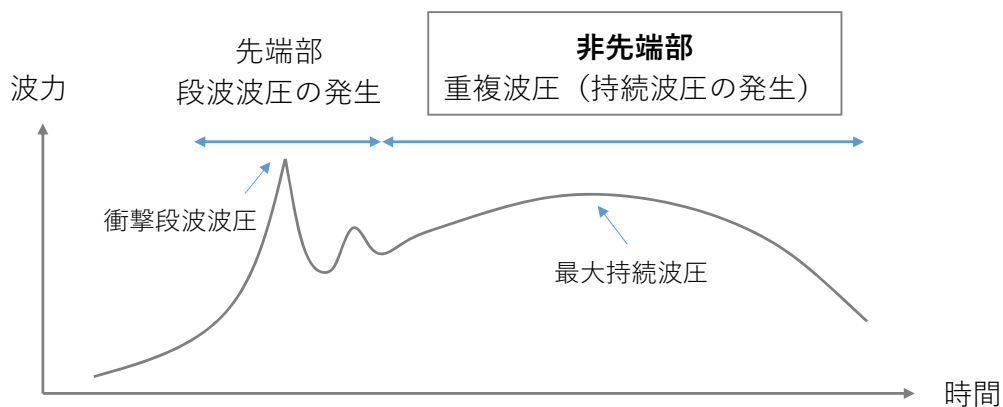 先端部
段波波圧の発生
非先端部
重複波圧（持続波圧の発生）
波力
衝撃段波波圧
最大持続波圧
時間